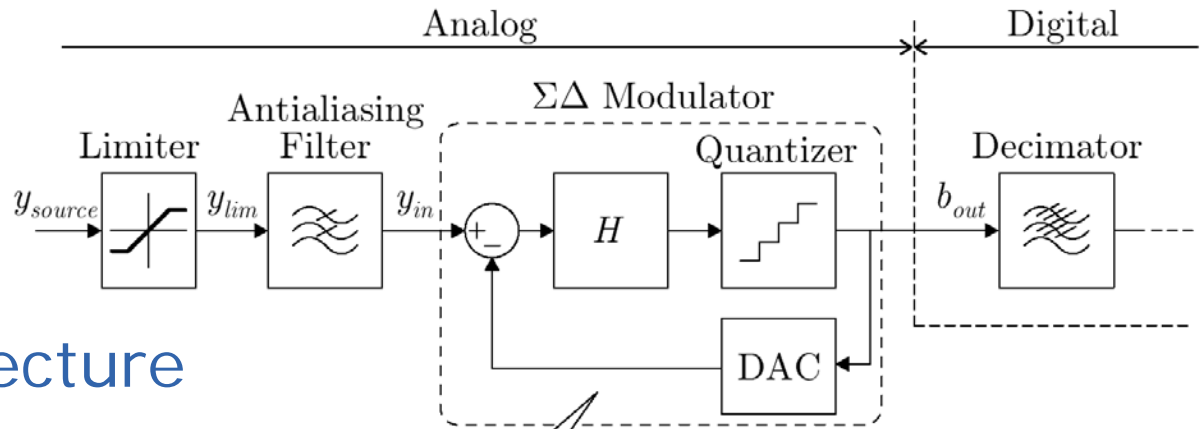 Analog
Digital
ΣΔ Modulator
Antialiasing
Limiter
Filter
Quantizer
Decimator
y_source
y_lim
y_in
+
−
H
b_out
DAC
ecture